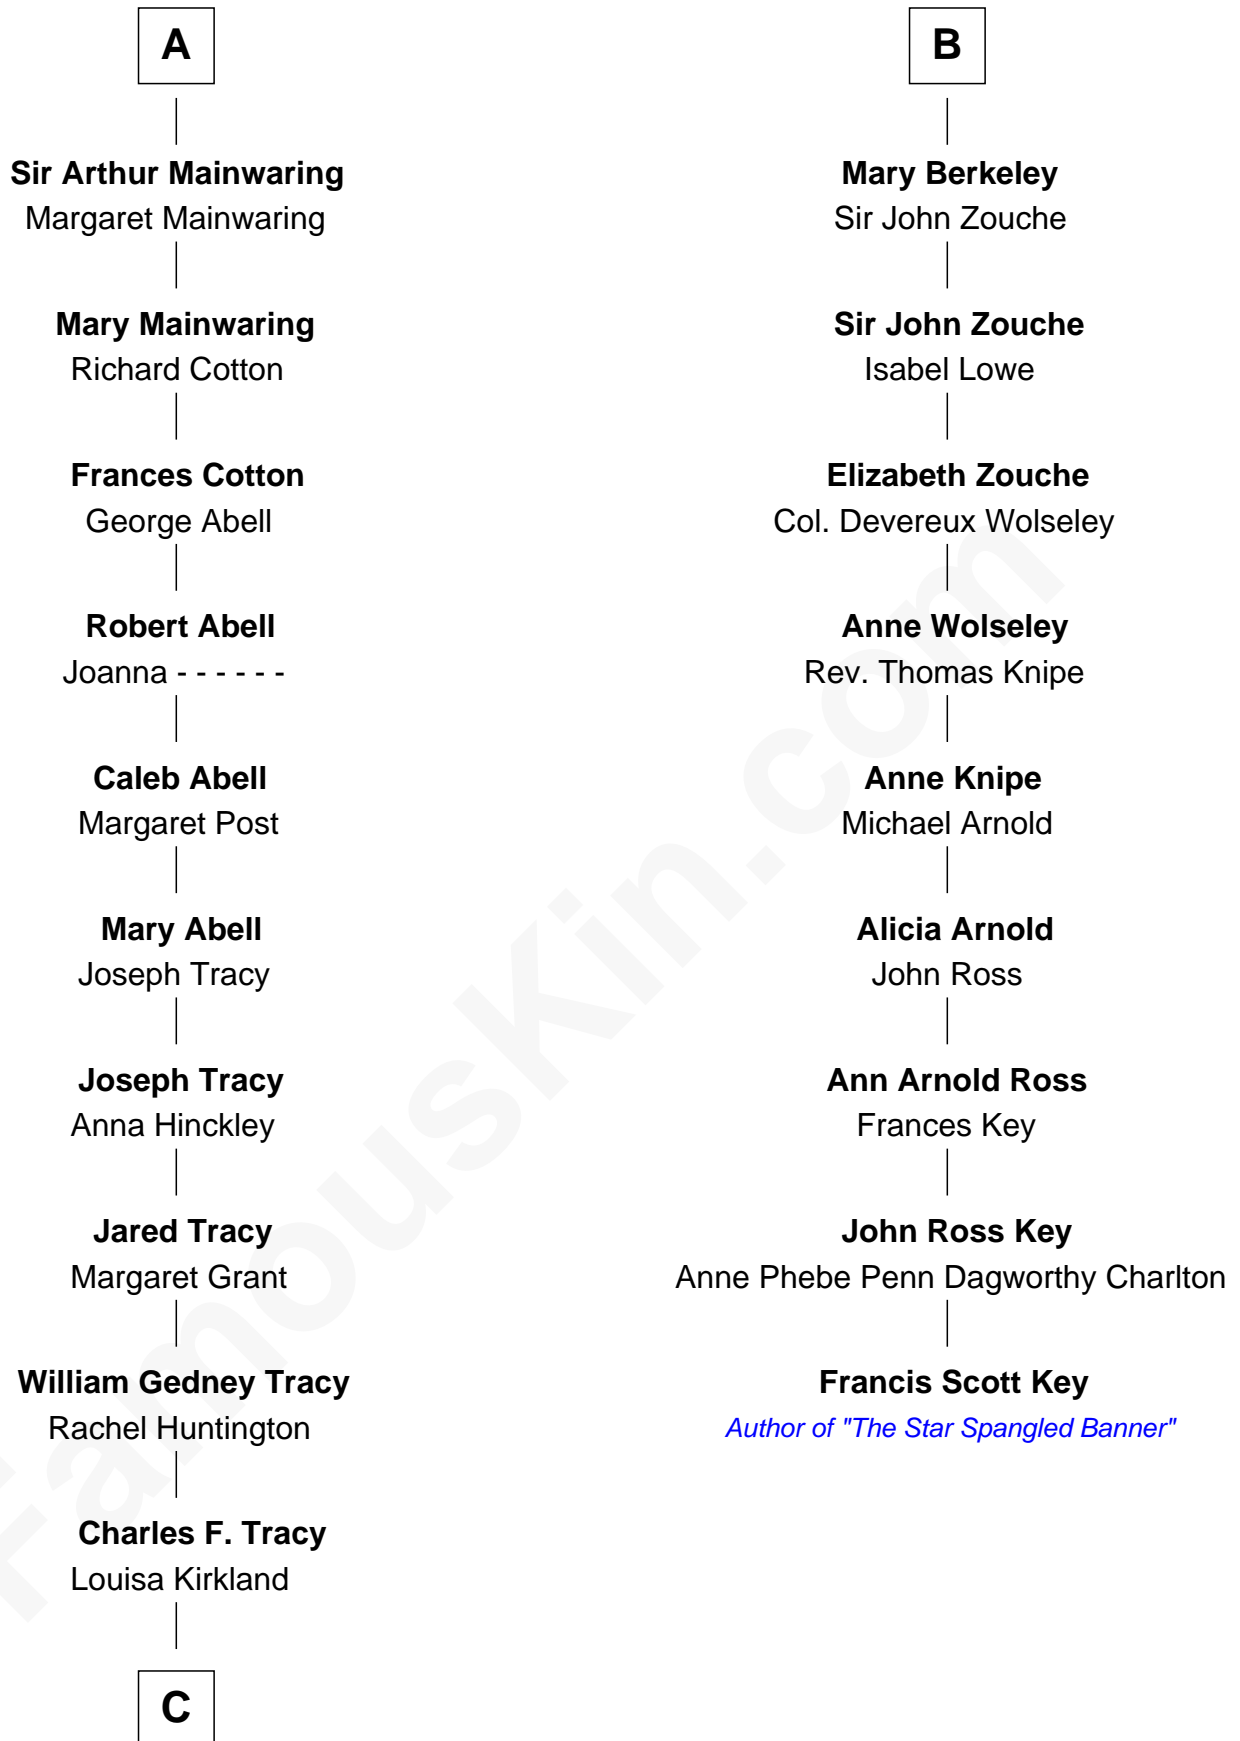 A
Sir Arthur Mainwaring
Margaret Mainwaring
Mary Mainwaring
Richard Cotton
Frances Cotton
George Abell
Robert Abell
Joanna - - - - - -
Caleb Abell
Margaret Post
Mary Abell
Joseph Tracy
Joseph Tracy
Anna Hinckley
Jared Tracy
Margaret Grant
William Gedney Tracy
Rachel Huntington
Charles F. Tracy
Louisa Kirkland
C
B
Mary Berkeley
Sir John Zouche
Sir John Zouche
Isabel Lowe
Elizabeth Zouche
Col. Devereux Wolseley
Anne Wolseley
Rev. Thomas Knipe
Anne Knipe
Michael Arnold
Alicia Arnold
John Ross
Ann Arnold Ross
Frances Key
John Ross Key
Anne Phebe Penn Dagworthy Charlton
Francis Scott Key
Author of "The Star Spangled Banner"
FamousKin.com